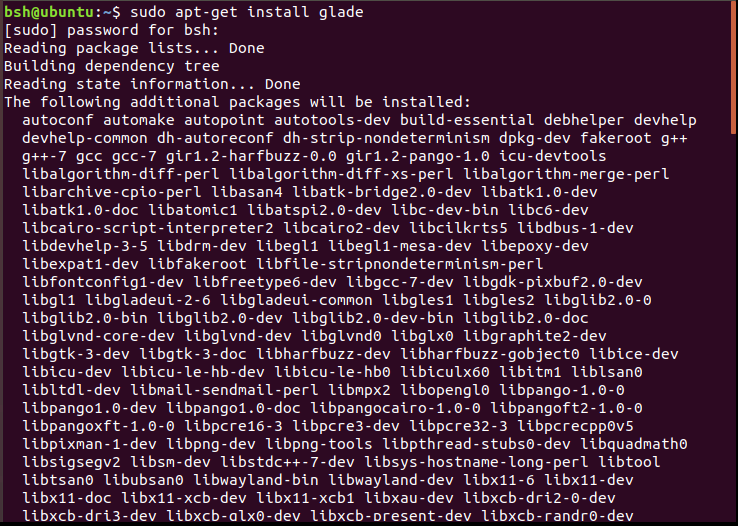 bsh@ubuntu:~$ sudo apt-get install glade
[sudo] password for bsh:
Reading package lists... Done
Building dependency tree
Reading state information... Done
The following additional packages will be installed:
  autoconf automake autopoint autotools-dev build-essential debhelper devhelp
  devhelp-common dh-autoreconf dh-strip-nondeterminism dpkg-dev fakeroot g++
  g++-7 gcc gcc-7 gir1.2-harfbuzz-0.0 gir1.2-pango-1.0 icu-devtools
  libalgorithm-diff-perl libalgorithm-diff-xs-perl libalgorithm-merge-perl
  libarchive-cpio-perl libasan4 libatk-bridge2.0-dev libatk1.0-dev
  libatk1.0-doc libatomic1 libatspi2.0-dev libc-dev-bin libc6-dev
  libcairo-script-interpreter2 libcairo2-dev libcilkrts5 libdbus-1-dev
  libdevhelp-3-5 libdrm-dev libegl1 libegl1-mesa-dev libepoxy-dev
  libexpat1-dev libfakeroot libfile-stripnondeterminism-perl
  libfontconfig1-dev libfreetype6-dev libgcc-7-dev libgdk-pixbuf2.0-dev
  libgl1 libgladeui-2-6 libgladeui-common libgles1 libgles2 libglib2.0-0
  libglib2.0-bin libglib2.0-dev libglib2.0-dev-bin libglib2.0-doc
  libglvnd-core-dev libglvnd-dev libglvnd0 libglx0 libgraphite2-dev
  libgtk-3-dev libgtk-3-doc libharfbuzz-dev libharfbuzz-gobject0 libice-dev
  libicu-dev libicu-le-hb-dev libicu-le-hb0 libiculx60 libitm1 liblsan0
  libltdl-dev libmail-sendmail-perl libmpx2 libopengl0 libpango-1.0-0
  libpango1.0-dev libpango1.0-doc libpangocairo-1.0-0 libpangoft2-1.0-0
  libpangoxft-1.0-0 libpcre16-3 libpcre3-dev libpcre32-3 libpcrecpp0v5
  libpixman-1-dev libpng-dev libpng-tools libpthread-stubs0-dev libquadmath0
  libsigsegv2 libsm-dev libstdc++-7-dev libsys-hostname-long-perl libtool
  libtsan0 libubsan0 libwayland-bin libwayland-dev libx11-6 libx11-dev
  libx11-doc libx11-xcb-dev libx11-xcb1 libxau-dev libxcb-dri2-0-dev
  libxcb-dri3-dev libxcb-glx0-dev libxcb-present-dev libxcb-randr0-dev